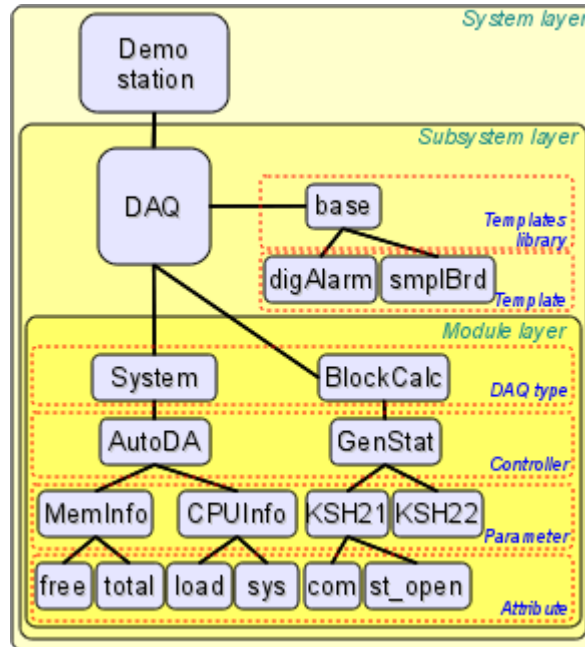 System layer
Demo
station
Subsystem layer
DAQ
base
Templates
library
digAlarm smplBrd
Template
Module layer
System BlockCalc
DAQ type
AutoDA GenStat
Controller
MemInfo CPUInfo KSH21 KSH22
Parameter
free total load sys com st_open
Attribute